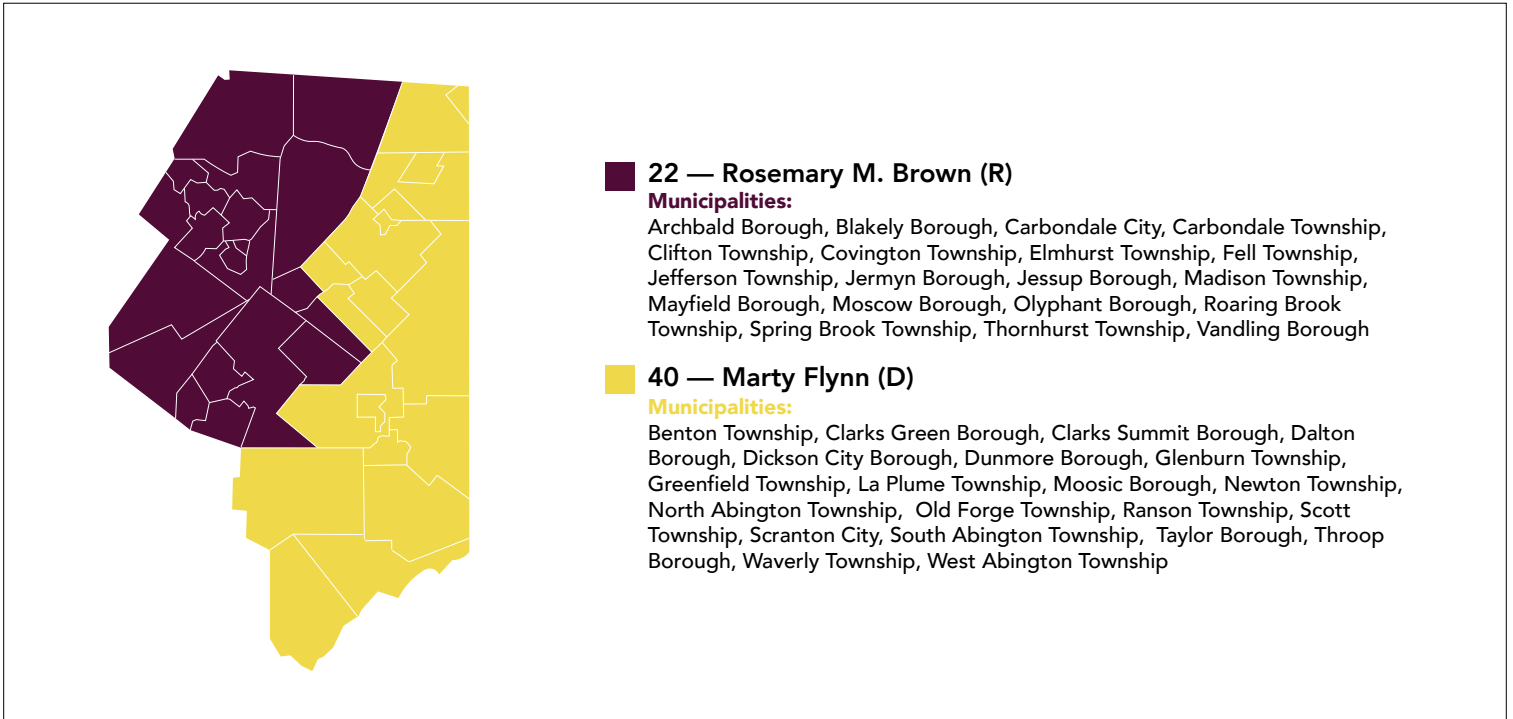 22 — Rosemary M. Brown (R)
Municipalities:
Archbald Borough, Blakely Borough, Carbondale City, Carbondale Township,
Clifton Township, Covington Township, Elmhurst Township, Fell Township,
Jefferson Township, Jermyn Borough, Jessup Borough, Madison Township,
Mayfield Borough, Moscow Borough, Olyphant Borough, Roaring Brook
Township, Spring Brook Township, Thornhurst Township, Vandling Borough
40 — Marty Flynn (D)
Municipalities:
Benton Township, Clarks Green Borough, Clarks Summit Borough, Dalton
Borough, Dickson City Borough, Dunmore Borough, Glenburn Township,
Greenfield Township, La Plume Township, Moosic Borough, Newton Township,
North Abington Township,  Old Forge Township, Ranson Township, Scott
Township, Scranton City, South Abington Township,  Taylor Borough, Throop
Borough, Waverly Township, West Abington Township